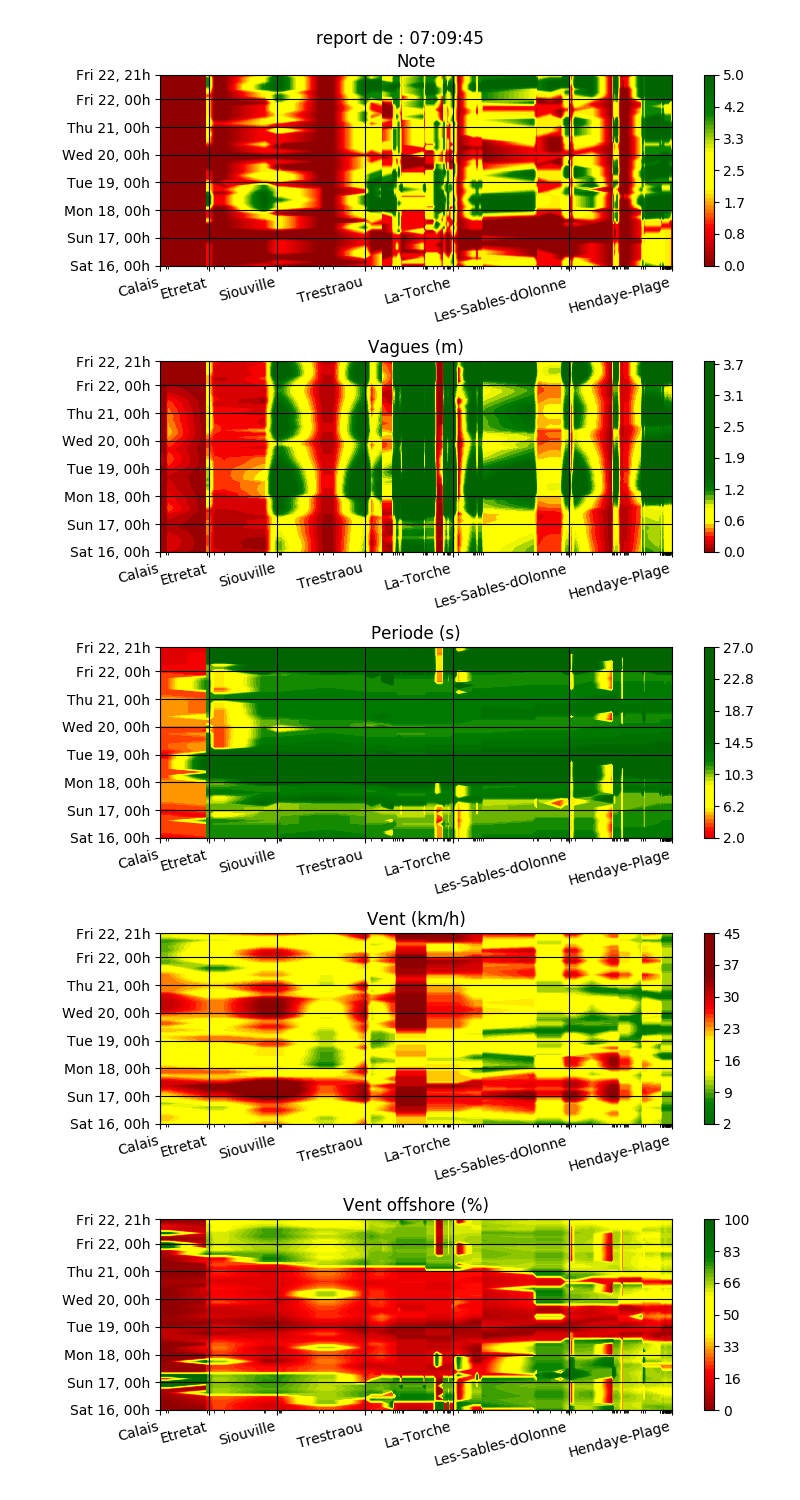 report de : 07:09:45
Note
Fri 22, 21h
Fri 22, 00h
Thu 21, 00h
Wed 20, 00h
Tue 19, 00h
Mon 18, 00h
Sun 17, 00h
Sat 16, 00h
Calais
Etretat
Siouville
Trestraou
La-Torche
Les-Sables-dOlonne
Hendaye-Plage
5.0
4.2
3.3
2.5
1.7
0.8
0.0
Vagues (m)
Fri 22, 21h
Fri 22, 00h
Thu 21, 00h
Wed 20, 00h
Tue 19, 00h
Mon 18, 00h
Sun 17, 00h
Sat 16, 00h
Calais
Etretat
Siouville
Trestraou
La-Torche
Les-Sables-dOlonne
Hendaye-Plage
3.7
3.1
2.5
1.9
1.2
0.6
0.0
Periode (s)
Fri 22, 21h
Fri 22, 00h
Thu 21, 00h
Wed 20, 00h
Tue 19, 00h
Mon 18, 00h
Sun 17, 00h
Sat 16, 00h
Calais
Etretat
Siouville
Trestraou
La-Torche
Les-Sables-dOlonne
Hendaye-Plage
27.0
22.8
18.7
14.5
10.3
6.2
2.0
Vent (km/h)
Fri 22, 21h
Fri 22, 00h
Thu 21, 00h
Wed 20, 00h
Tue 19, 00h
Mon 18, 00h
Sun 17, 00h
Sat 16, 00h
Calais
Etretat
Siouville
Trestraou
La-Torche
Les-Sables-dOlonne
Hendaye-Plage
45
37
30
23
16
9
2
Vent offshore (%)
Fri 22, 21h
Fri 22, 00h
Thu 21, 00h
Wed 20, 00h
Tue 19, 00h
Mon 18, 00h
Sun 17, 00h
Sat 16, 00h
Calais
Etretat
Siouville
Trestraou
La-Torche
Les-Sables-dOlonne
Hendaye-Plage
100
83
66
50
33
16
0